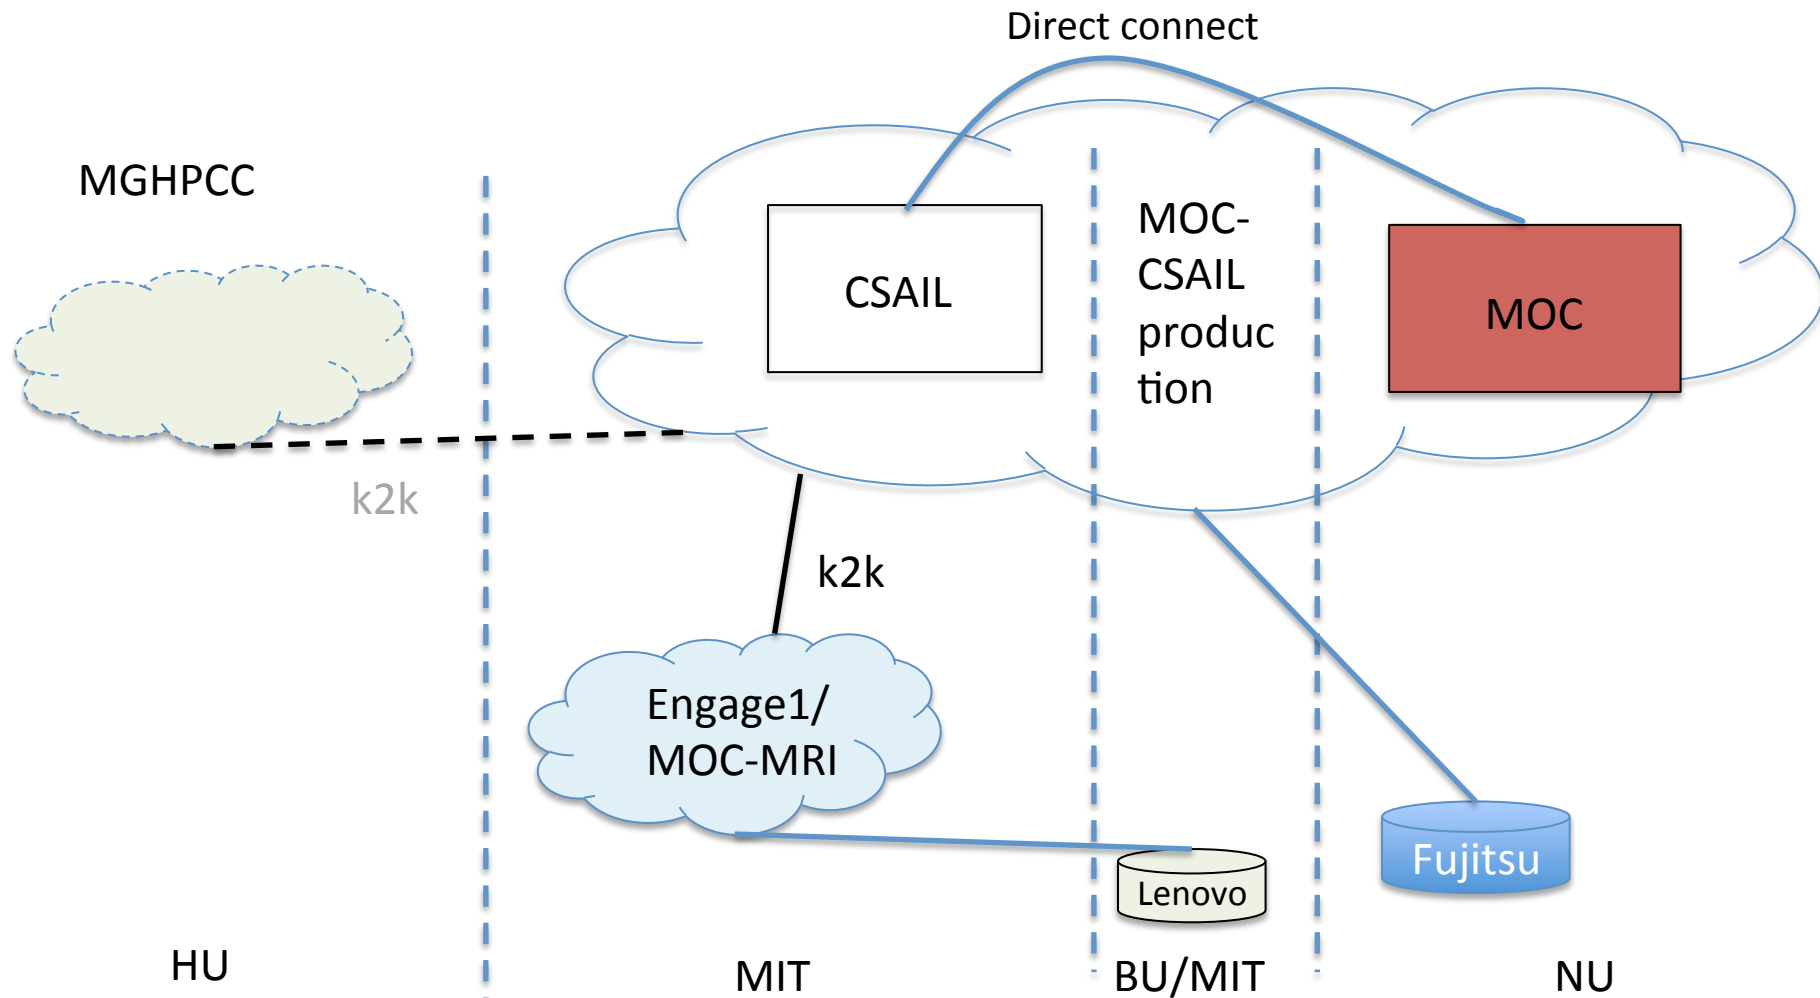 Direct connect
MGHPCC
CSAIL
MOC-
CSAIL
produc
tion
MOC
k2k
k2k
Engage1/
MOC-MRI
Fujitsu
Lenovo
HU
MIT
BU/MIT
NU